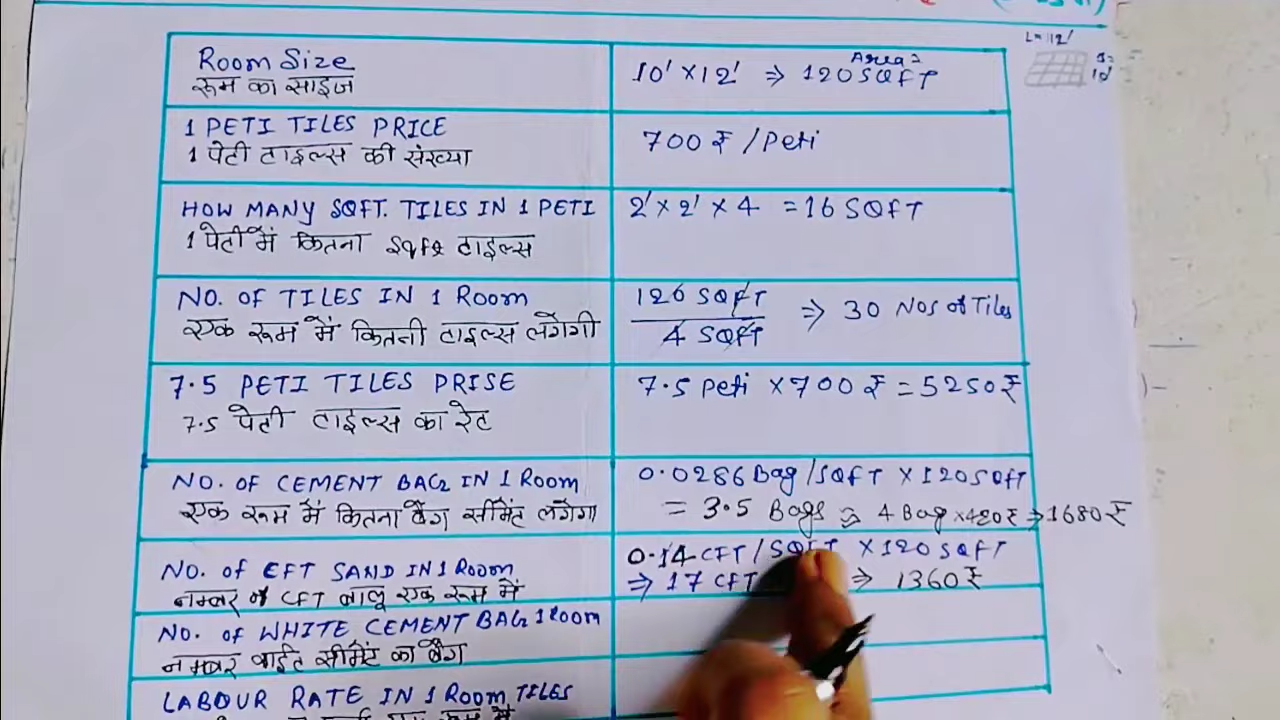 Room Size
रूम का साइज
10' × 12' ⇒ 120 SQFT
Area=
L=12'
10'
1 PETI TILES PRICE
1 पेटी टाइल्स की संख्या
700 ₹ /Peti
HOW MANY SQFT. TILES IN 1 PETI
1 पेटी में कितना sqft टाइल्स
2' × 2' × 4 = 16 SQFT
NO. OF TILES IN 1 Room
एक रूम में कितनी टाइल्स लगेगी
120 SQFT
4 SQFT
⇒ 30 Nos of Tiles
7.5 PETI TILES PRISE
7.5 पेटी टाइल्स का रेट
7.5 Peti × 700 ₹ = 5250 ₹
NO. OF CEMENT BAG IN 1 ROOM
एक रूम में कितना बैग सीमेंट लगेगा
0.0286 Bag/SQFT × 120 SQFT
= 3.5 Bags ≈ 4 Bag × 420 ₹ ⇒ 1680 ₹
NO. OF CFT SAND IN 1 ROOM
नम्बर of CFT बालू एक रूम में
0.14 CFT/SQFT × 120 SQFT
⇒ 17 CFT ⇒ 1360 ₹
NO. OF WHITE CEMENT BAG 1 ROOM
नम्बर वाईट सीमेंट का बैग
LABOUR RATE IN 1 ROOM TILES
एक रूम में